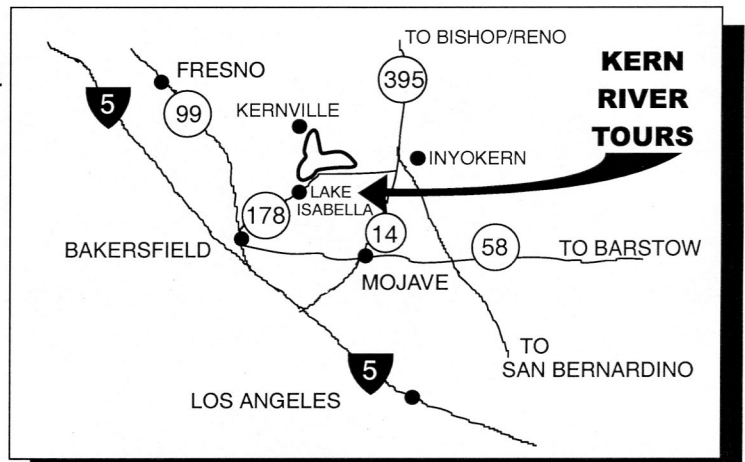 TO BISHOP/RENO
KERN
RIVER
TOURS
FRESNO
395
5
99
KERNVILLE
INYOKERN
LAKE
ISABELLA
178
14
58
BAKERSFIELD
TO BARSTOW
MOJAVE
TO
SAN BERNARDINO
5
LOS ANGELES